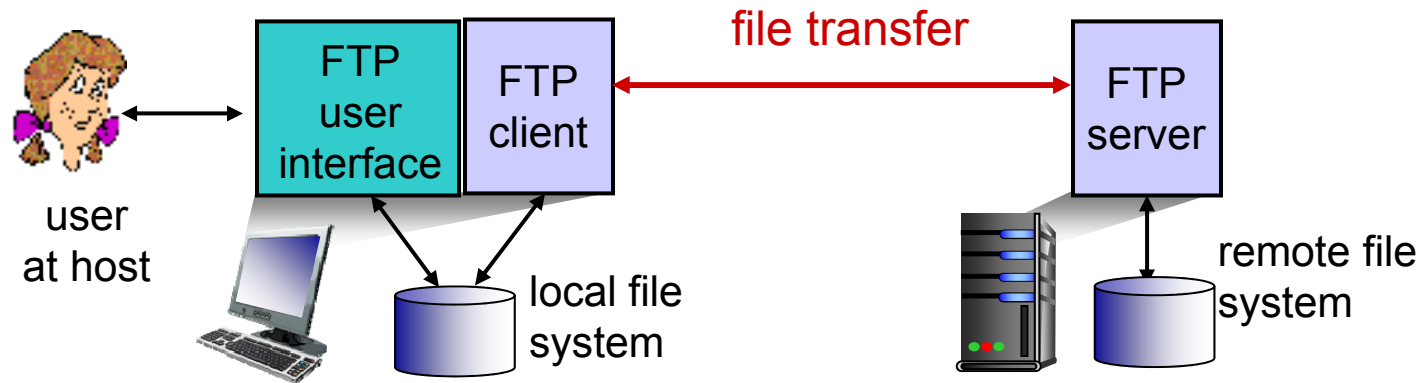 file transfer
FTP
user
interface
FTP
client
FTP
server
user
at host
local file
system
remote file
system